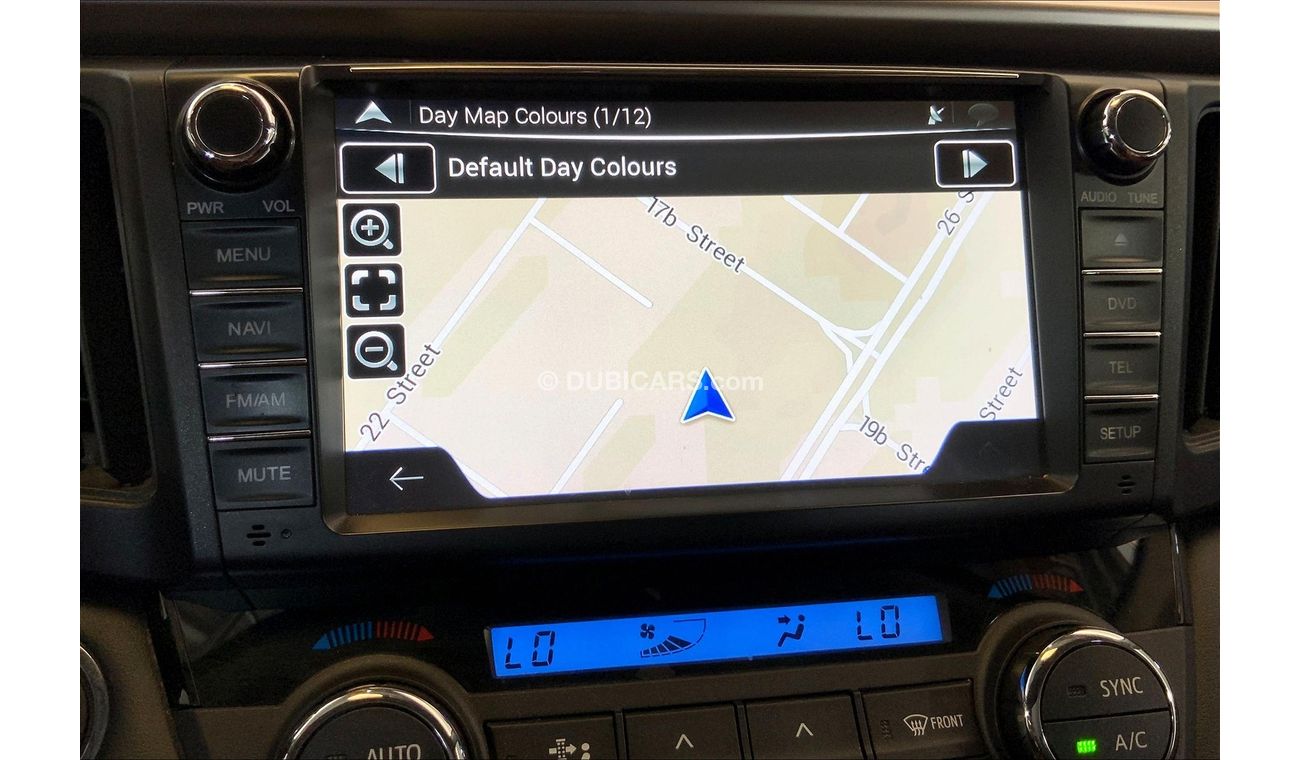 Day Map Colours (1/12)
Default Day Colours
PWR VOL
AUDIO TUNE
MENU
NAVI
FM/AM
MUTE
DVD
TEL
SETUP
17b Street
26 S
22 Street
Street
19b Stre
© DUBICARS.com
LO
LO
AUTO
FRONT
SYNC
A/C